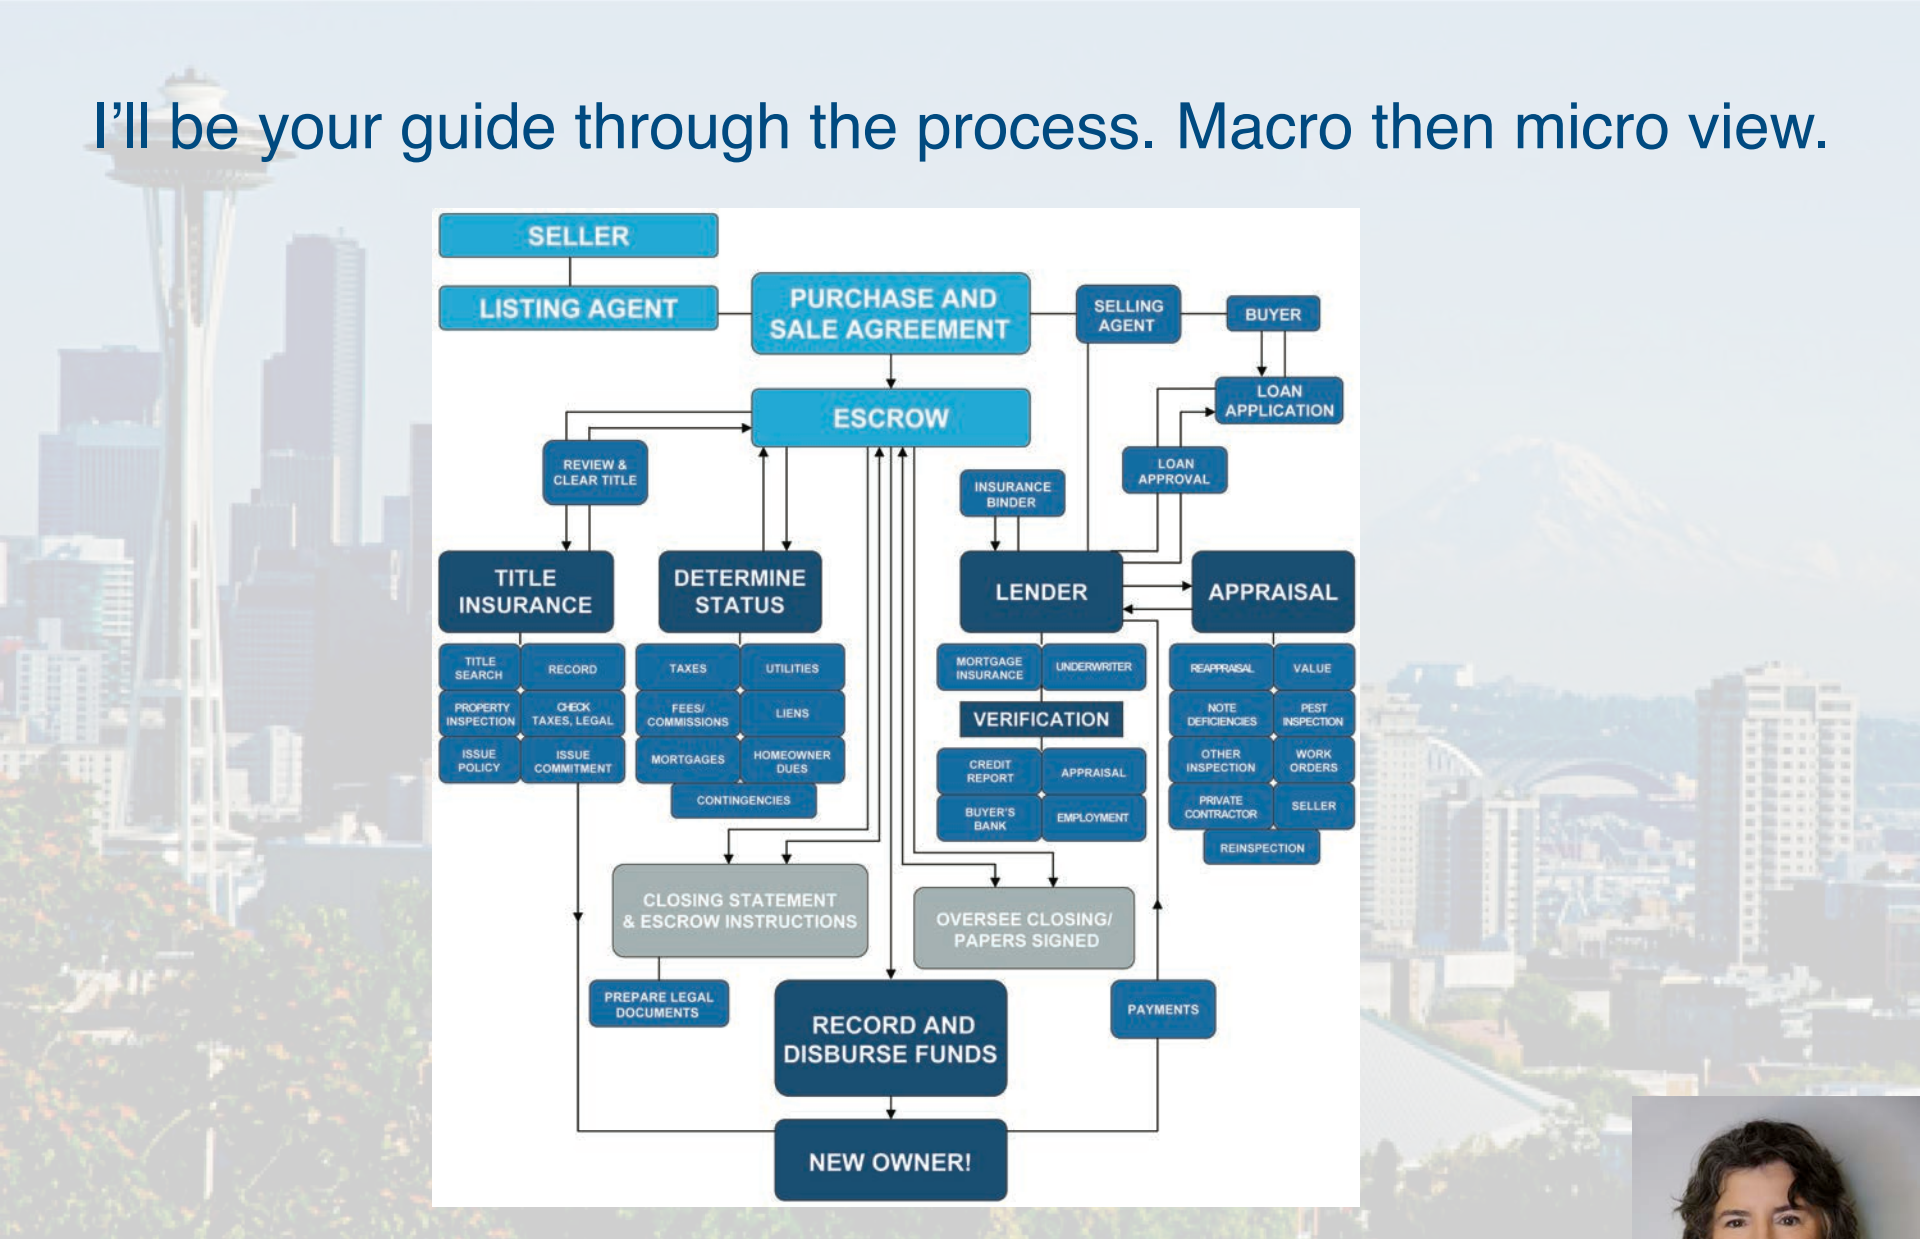 I'll be your guide through the process. Macro then micro view.
SELLER
LISTING AGENT
PURCHASE AND
SALE AGREEMENT
SELLING
AGENT
BUYER
LOAN
APPLICATION
ESCROW
REVIEW &
CLEAR TITLE
LOAN
APPROVAL
INSURANCE
BINDER
TITLE
INSURANCE
DETERMINE
STATUS
LENDER
APPRAISAL
TITLE
SEARCH
RECORD
PROPERTY
INSPECTION
CHECK
TAXES, LEGAL
ISSUE
POLICY
ISSUE
COMMITMENT
TAXES
UTILITIES
FEES/
COMMISSIONS
LIENS
MORTGAGES
HOMEOWNER
DUES
CONTINGENCIES
MORTGAGE
INSURANCE
UNDERWRITER
VERIFICATION
CREDIT
REPORT
APPRAISAL
BUYER'S
BANK
EMPLOYMENT
REAPPRAISAL
VALUE
NOTE
DEFICIENCIES
PEST
INSPECTION
OTHER
INSPECTION
WORK
ORDERS
PRIVATE
CONTRACTOR
SELLER
REINSPECTION
CLOSING STATEMENT
& ESCROW INSTRUCTIONS
OVERSEE CLOSING/
PAPERS SIGNED
PREPARE LEGAL
DOCUMENTS
RECORD AND
DISBURSE FUNDS
PAYMENTS
NEW OWNER!